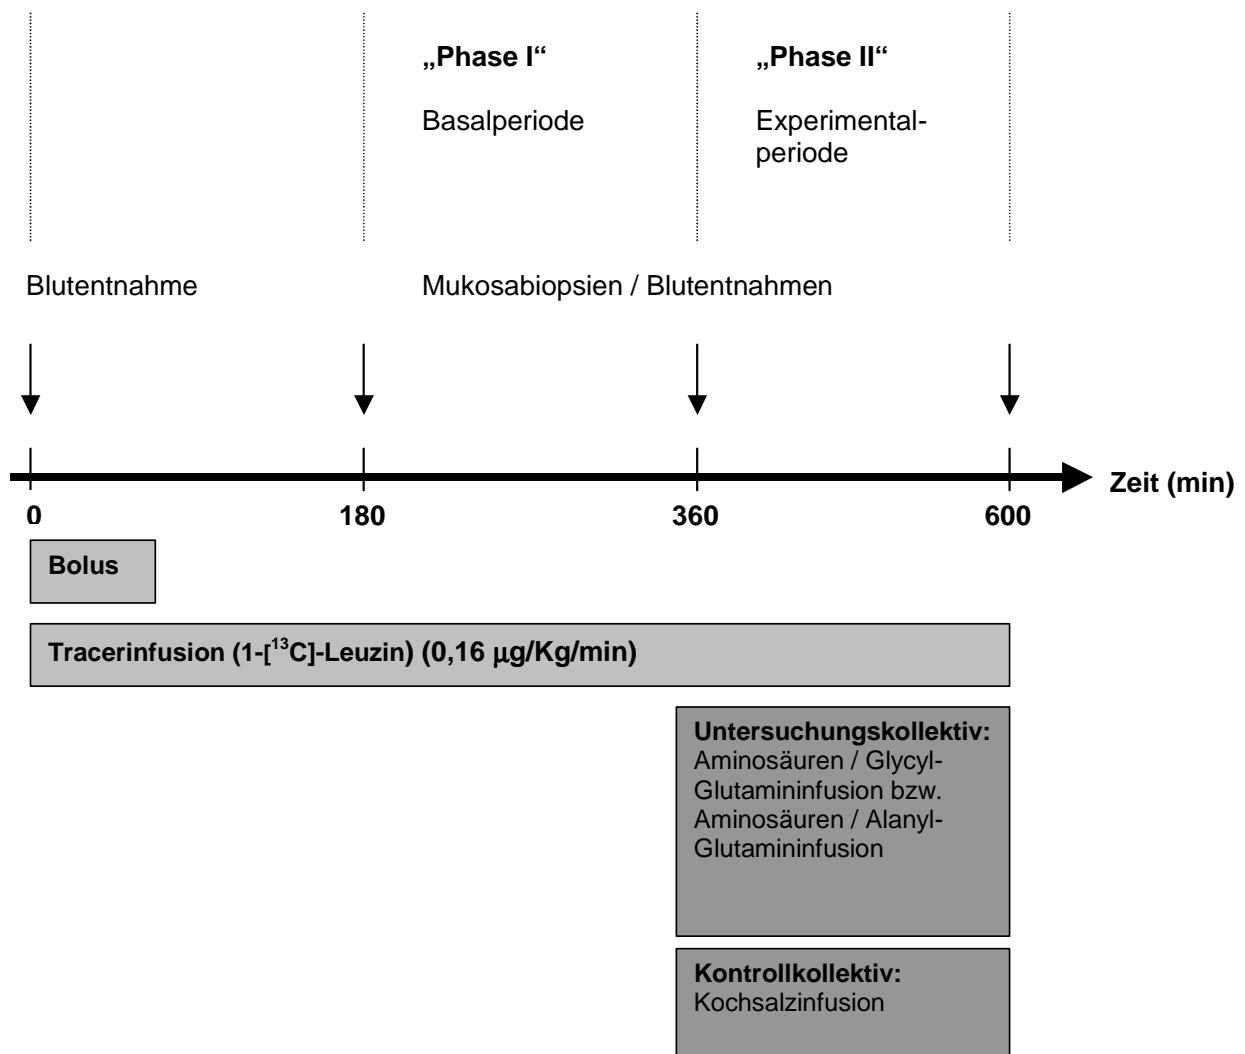 „Phase I“
„Phase II“
Basalperiode
Experimental-
periode
Blutentnahme
Mukosabiopsien / Blutentnahmen
Zeit (min)
0
180
360
600
Bolus
Tracerinfusion (1-[¹³C]-Leuzin) (0,16 µg/Kg/min)
Untersuchungskollektiv:
Aminosäuren / Glycyl-
Glutamininfusion bzw.
Aminosäuren / Alanyl-
Glutamininfusion
Kontrollkollektiv:
Kochsalzinfusion